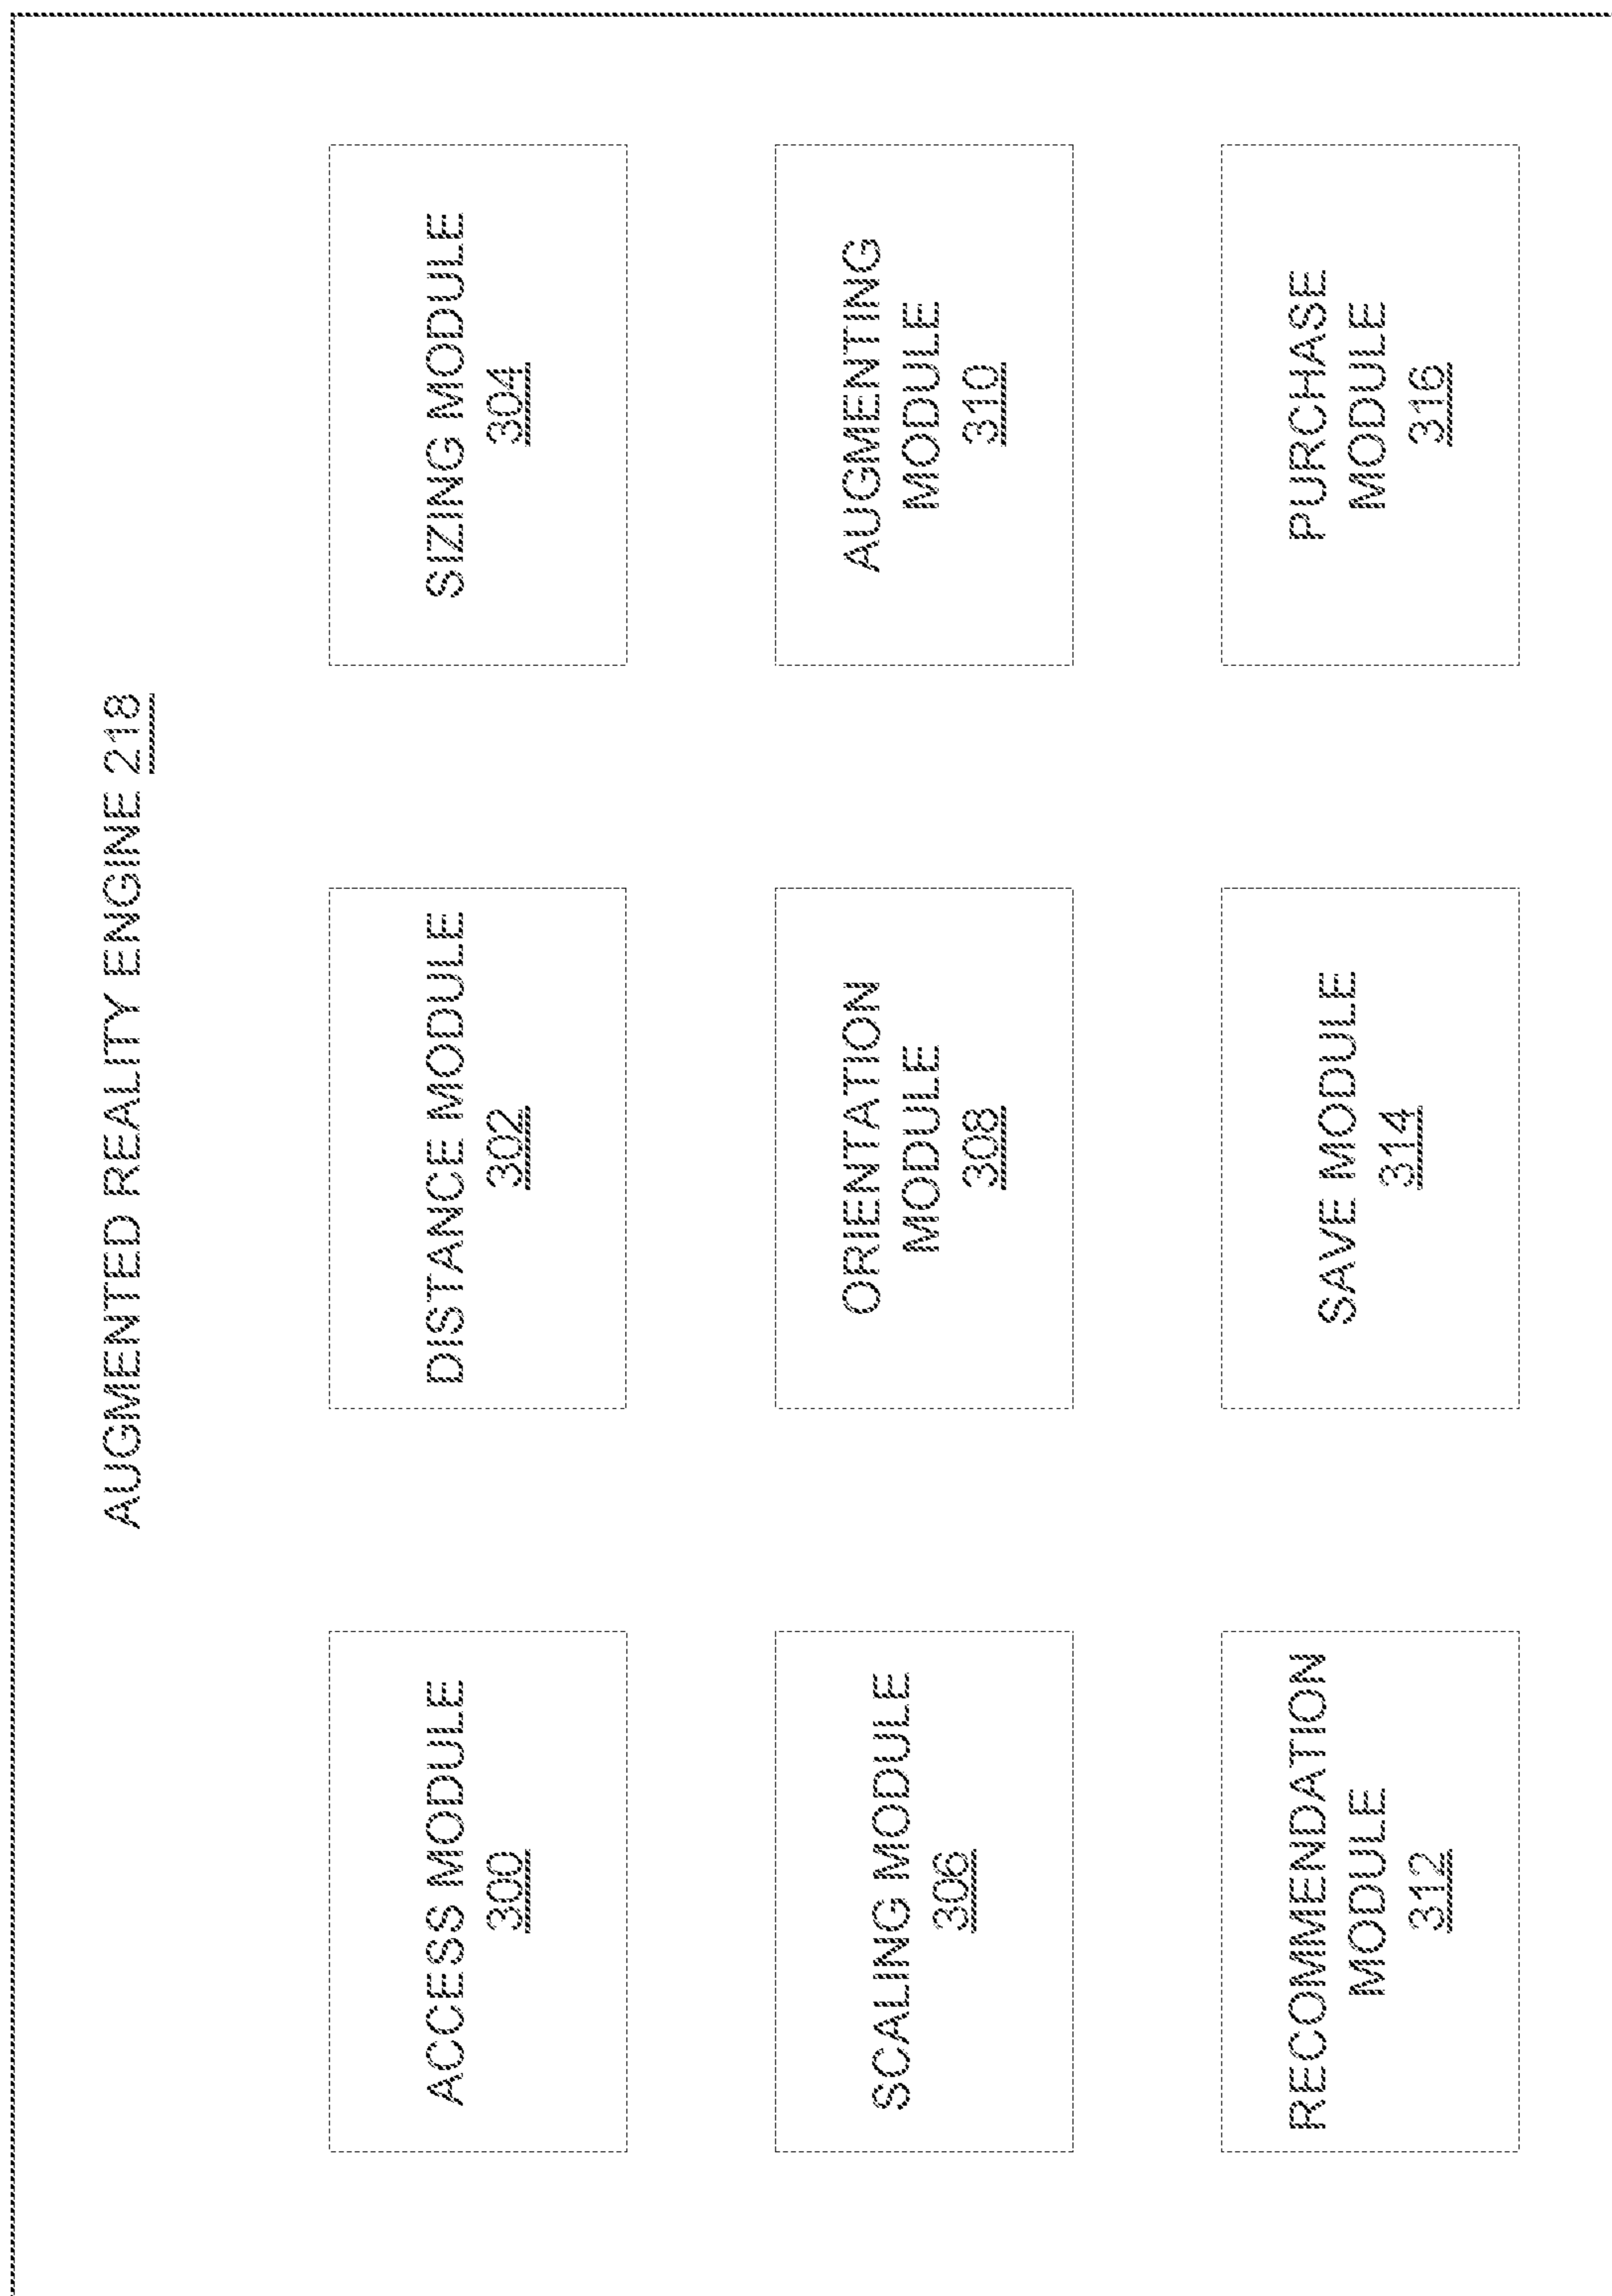 AUGMENTED REALITY ENGINE 218
ACCESS MODULE
300
DISTANCE MODULE
302
SIZING MODULE
304
SCALING MODULE
306
ORIENTATION
MODULE
308
AUGMENTING
MODULE
310
RECOMMENDATION
MODULE
312
SAVE MODULE
314
PURCHASE
MODULE
316